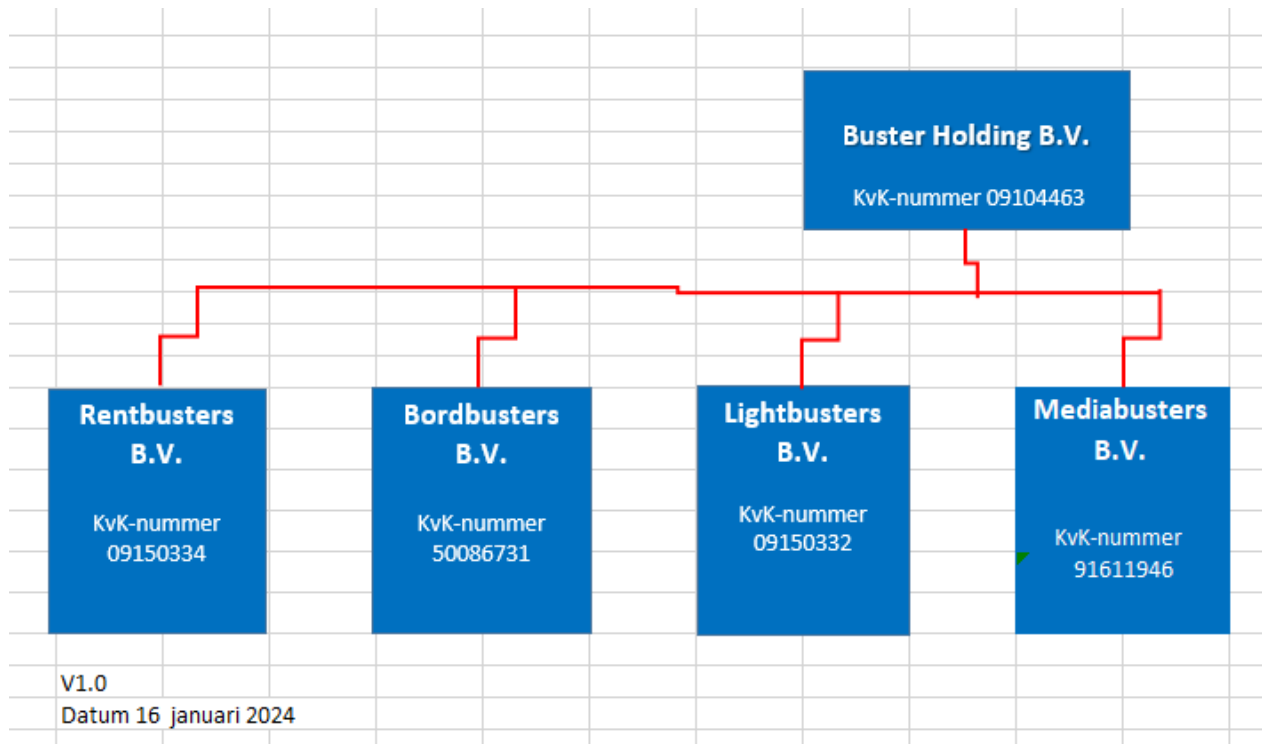 Buster Holding B.V.
KvK-nummer 09104463
Rentbusters
B.V.
KvK-nummer
09150334
Bordbusters
B.V.
KvK-nummer
50086731
Lightbusters
B.V.
KvK-nummer
09150332
Mediabusters
B.V.
KvK-nummer
91611946
V1.0
Datum 16 januari 2024